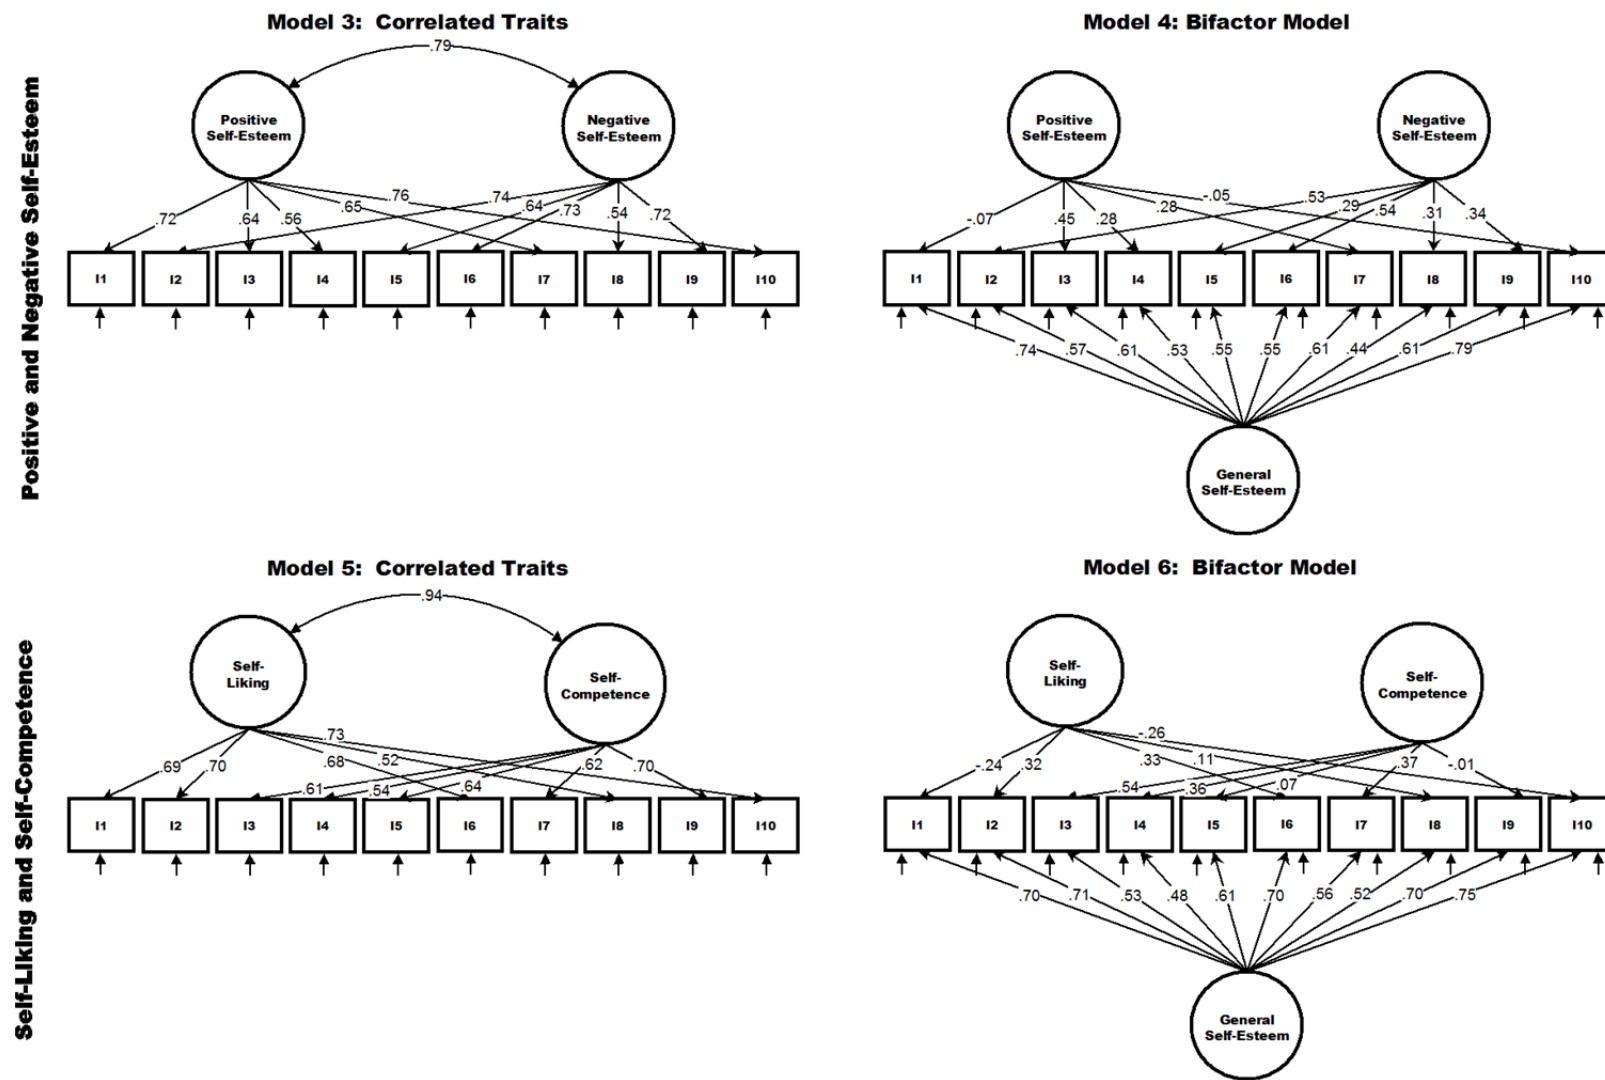 Model 3: Correlated Traits
.79
Positive and Negative Self-Esteem
Positive
Self-Esteem
Negative
Self-Esteem
.72
.64
.56
.65
.76
.74
.64
.73
.54
.72
I1 I2 I3 I4 I5 I6 I7 I8 I9 I10
Model 4: Bifactor Model
Positive
Self-Esteem
Negative
Self-Esteem
-.07
.45
.28
.28
-.05
.53
.29
.54
.31
.34
I1 I2 I3 I4 I5 I6 I7 I8 I9 I10
.74 .57 .61 .53 .55 .55 .61 .44 .61 .79
General
Self-Esteem
Model 5: Correlated Traits
.94
Self-Liking and Self-Competence
Self-
Liking
Self-
Competence
.69
.70
.68
.52
.73
.61
.54
.64
.62
.70
I1 I2 I3 I4 I5 I6 I7 I8 I9 I10
Model 6: Bifactor Model
Self-
Liking
Self-
Competence
-.24
.32
.33
.11
-.26
.54
.36
.07
.37
-.01
I1 I2 I3 I4 I5 I6 I7 I8 I9 I10
.70 .71 .53 .48 .61 .70 .56 .52 .70 .75
General
Self-Esteem